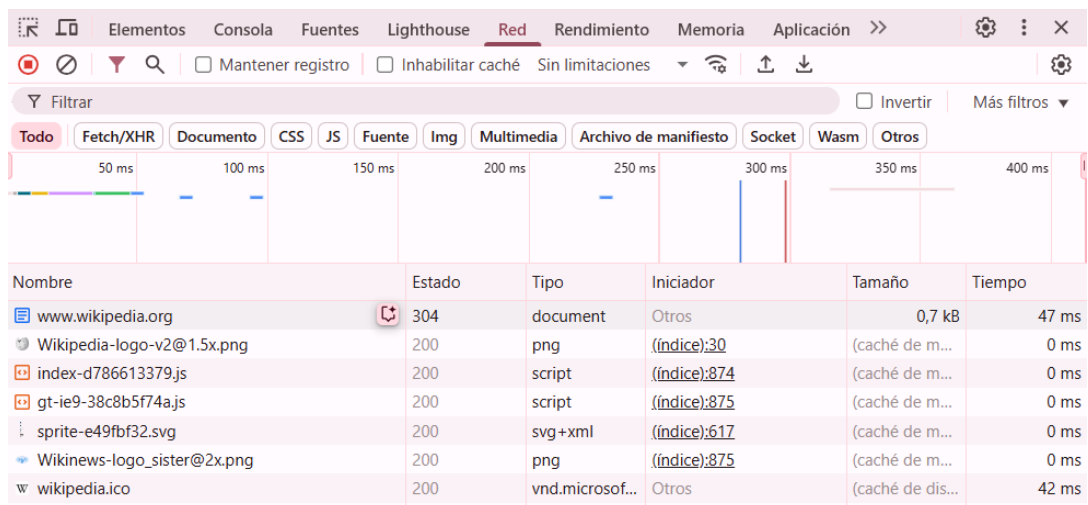 Elementos Consola Fuentes Lighthouse Red Rendimiento Memoria Aplicación
Mantener registro Inhabilitar caché Sin limitaciones
Filtrar Invertir Más filtros
Todo Fetch/XHR Documento CSS JS Fuente Img Multimedia Archivo de manifiesto Socket Wasm Otros
50 ms 100 ms 150 ms 200 ms 250 ms 300 ms 350 ms 400 ms
Nombre Estado Tipo Iniciador Tamaño Tiempo
www.wikipedia.org 304 document Otros 0,7 kB 47 ms
Wikipedia-logo-v2@1.5x.png 200 png (índice):30 (caché de m... 0 ms
index-d786613379.js 200 script (índice):874 (caché de m... 0 ms
gt-ie9-38c8b5f74a.js 200 script (índice):875 (caché de m... 0 ms
sprite-e49fbf32.svg 200 svg+xml (índice):617 (caché de m... 0 ms
Wikinews-logo_sister@2x.png 200 png (índice):875 (caché de m... 0 ms
W wikipedia.ico 200 vnd.microsof... Otros (caché de dis... 42 ms